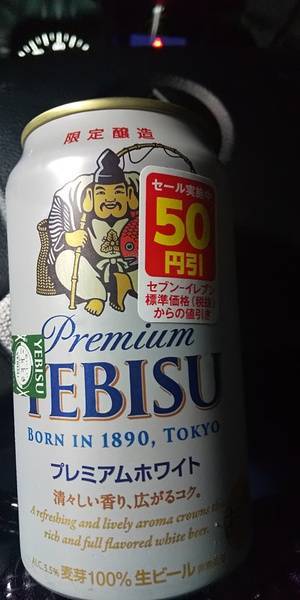 限定醸造
セール実施中
50
円引
セブン-イレブン
標準価格(税抜)
からの値引き
Premium
YEBISU
YEBISU
BORN IN 1890, TOKYO
プレミアムホワイト
清々しい香り、広がるコク。
A refreshing and lively aroma crowns the
rich and full flavored white beer.
ALC.5.5% 麦芽100% 生ビール